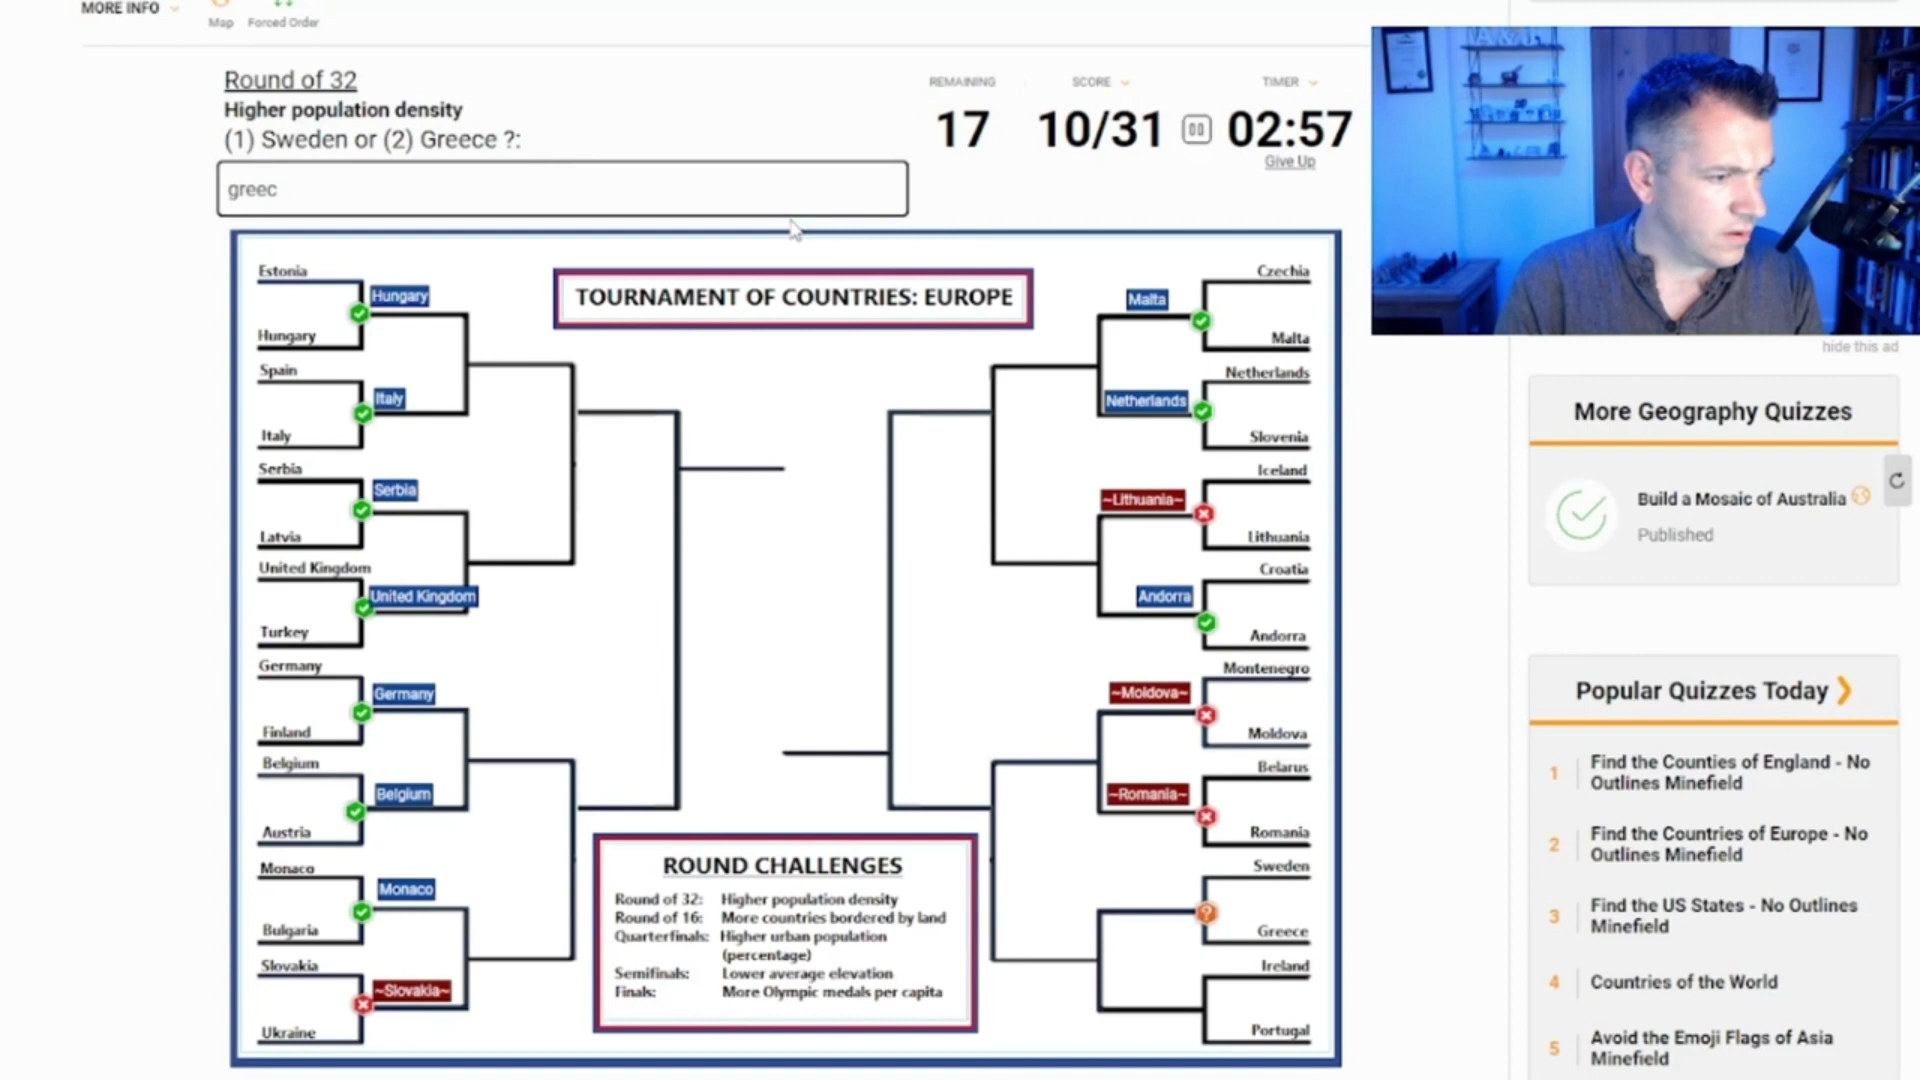 MORE INFO
Map
Forced Order
Round of 32
Higher population density
(1) Sweden or (2) Greece ?:
greec
REMAINING
17
SCORE
10/31
TIMER
02:57
Give Up
TOURNAMENT OF COUNTRIES: EUROPE
Estonia
Hungary
Hungary
Spain
Italy
Italy
Serbia
Serbia
Latvia
United Kingdom
United Kingdom
Turkey
Germany
Germany
Finland
Belgium
Belgium
Austria
Monaco
Monaco
Bulgaria
Slovakia
~Slovakia~
Ukraine
Czechia
Malta
Malta
Netherlands
Netherlands
Slovenia
Iceland
~Lithuania~
Lithuania
Croatia
Andorra
Andorra
Montenegro
~Moldova~
Moldova
Belarus
~Romania~
Romania
Sweden
Greece
Ireland
Portugal
ROUND CHALLENGES
Round of 32: Higher population density
Round of 16: More countries bordered by land
Quarterfinals: Higher urban population
(percentage)
Semifinals: Lower average elevation
Finals: More Olympic medals per capita
hide this ad
More Geography Quizzes
Build a Mosaic of Australia
Published
Popular Quizzes Today
1 Find the Counties of England - No
Outlines Minefield
2 Find the Countries of Europe - No
Outlines Minefield
3 Find the US States - No Outlines
Minefield
4 Countries of the World
5 Avoid the Emoji Flags of Asia
Minefield